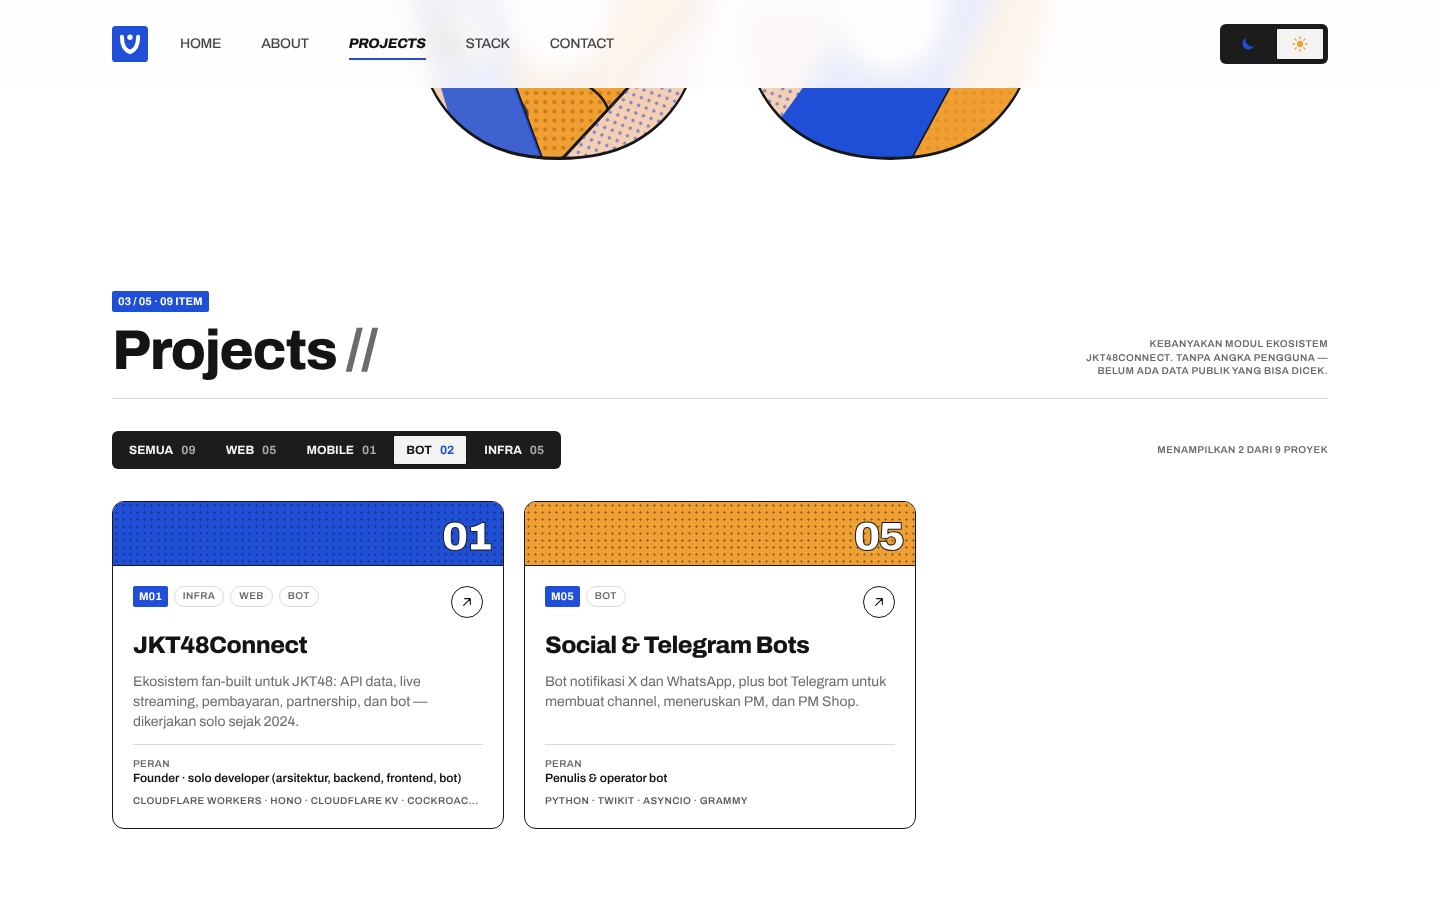 HOME ABOUT PROJECTS STACK CONTACT
03 / 05 · 09 ITEM
Projects //
KEBANYAKAN MODUL EKOSISTEM
JKT48CONNECT. TANPA ANGKA PENGGUNA —
BELUM ADA DATA PUBLIK YANG BISA DICEK.
SEMUA 09 WEB 05 MOBILE 01 BOT 02 INFRA 05
MENAMPILKAN 2 DARI 9 PROYEK
01
M01 INFRA WEB BOT
JKT48Connect
Ekosistem fan-built untuk JKT48: API data, live
streaming, pembayaran, partnership, dan bot —
dikerjakan solo sejak 2024.
PERAN
Founder · solo developer (arsitektur, backend, frontend, bot)
CLOUDFLARE WORKERS · HONO · CLOUDFLARE KV · COCKROAC...
05
M05 BOT
Social & Telegram Bots
Bot notifikasi X dan WhatsApp, plus bot Telegram untuk
membuat channel, meneruskan PM, dan PM Shop.
PERAN
Penulis & operator bot
PYTHON · TWIKIT · ASYNCIO · GRAMMY